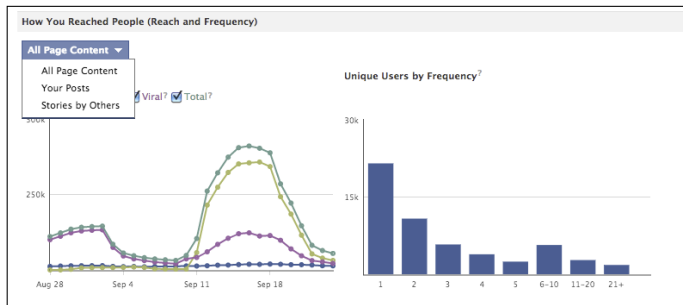 How You Reached People (Reach and Frequency)
All Page Content
All Page Content
Your Posts
Stories by Others
Viral? Total?
Unique Users by Frequency?
300k
250k
Aug 28 Sep 4 Sep 11 Sep 18
30k
15k
1 2 3 4 5 6-10 11-20 21+